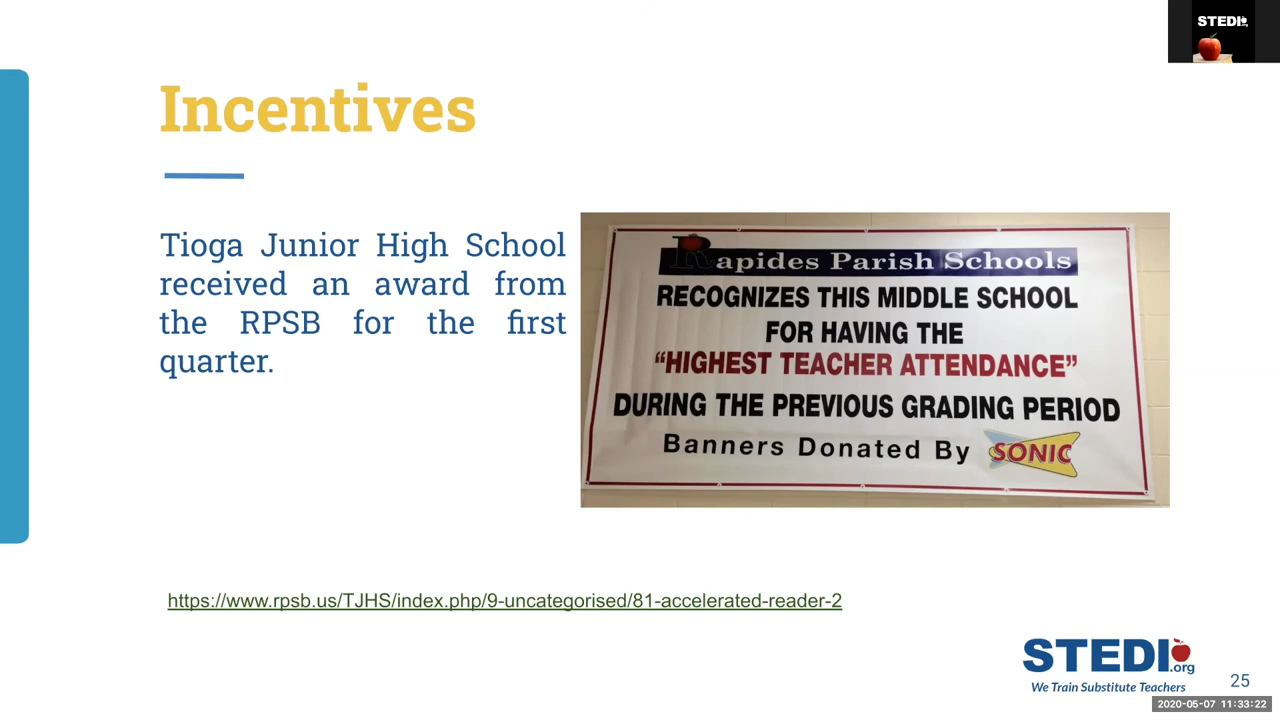 STEDI
Incentives
Tioga Junior High School
received an award from
the RPSB for the first
quarter.
Rapides Parish Schools
RECOGNIZES THIS MIDDLE SCHOOL
FOR HAVING THE
“HIGHEST TEACHER ATTENDANCE”
DURING THE PREVIOUS GRADING PERIOD
Banners Donated By SONIC
https://www.rpsb.us/TJHS/index.php/9-uncategorised/81-accelerated-reader-2
STEDI.org
We Train Substitute Teachers
25
2020-05-07 11:33:22